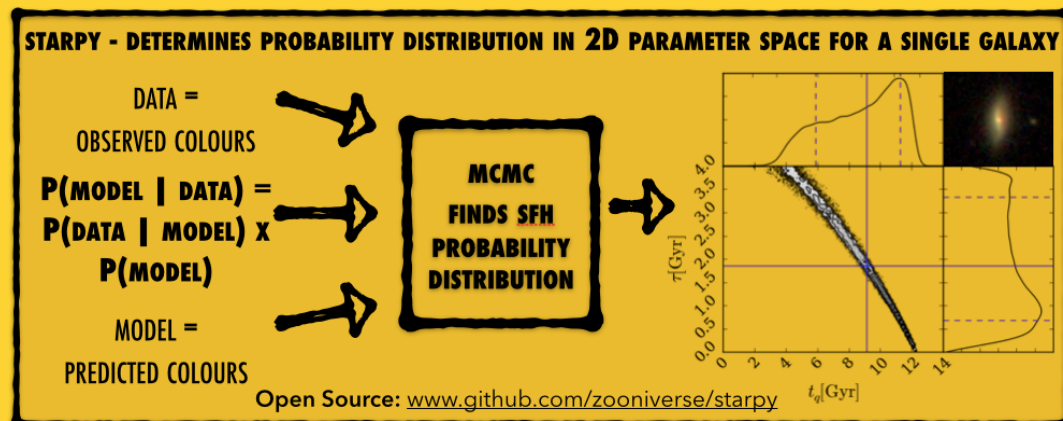 STARPY - DETERMINES PROBABILITY DISTRIBUTION IN 2D PARAMETER SPACE FOR A SINGLE GALAXY
DATA =
OBSERVED COLOURS
P(MODEL | DATA) =
P(DATA | MODEL) X
P(MODEL)
MODEL =
PREDICTED COLOURS
MCMC
FINDS SFH
PROBABILITY
DISTRIBUTION
τ[Gyr]
4.0
3.5
3.0
2.5
2.0
1.5
1.0
0.5
0.0
0 2 4 6 8 10 12 14
t_q[Gyr]
Open Source: www.github.com/zooniverse/starpy